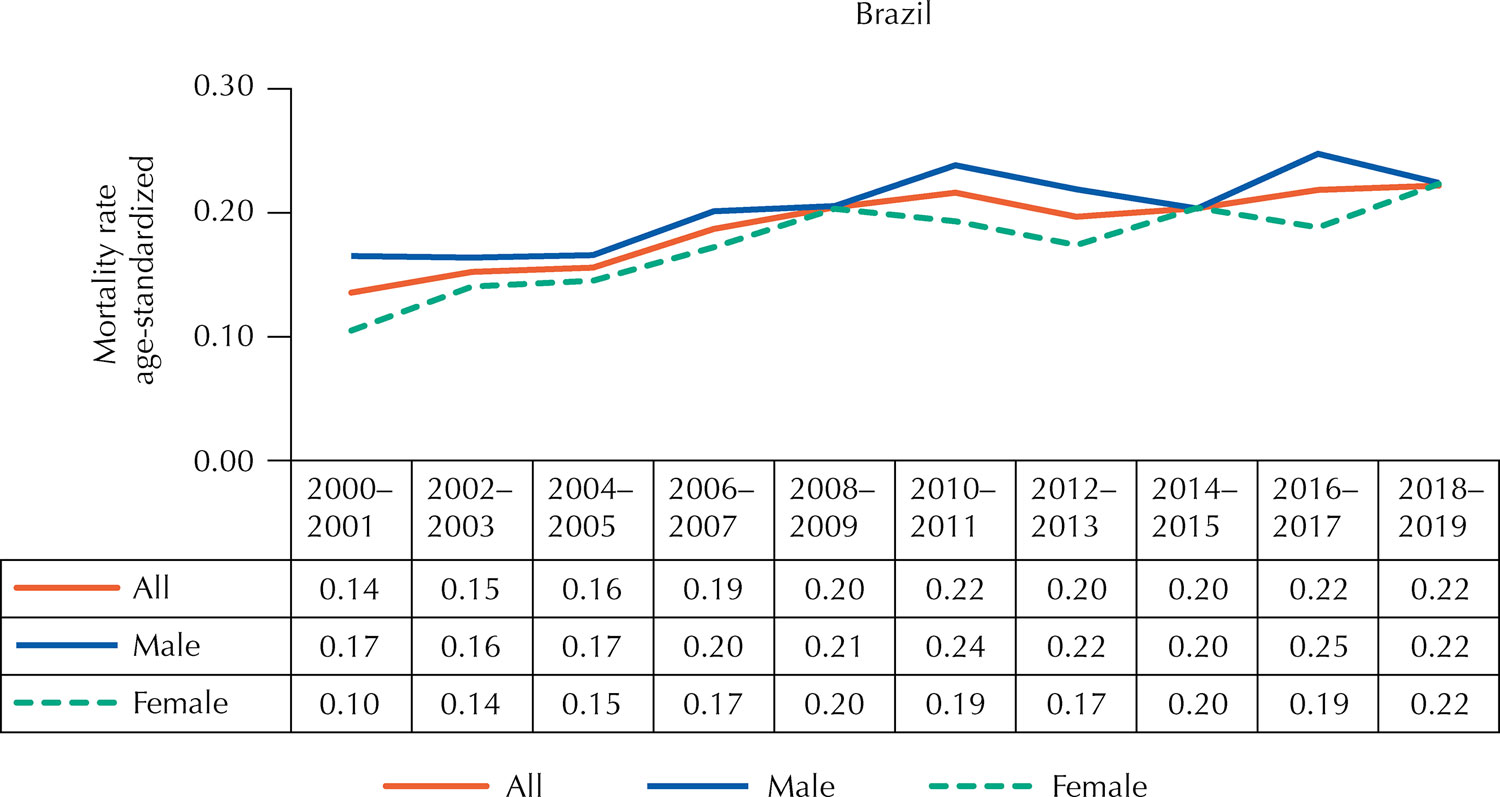 Brazil
0.30
0.20
0.10
0.00
Mortality rate
age-standardized
2000–2001 2002–2003 2004–2005 2006–2007 2008–2009 2010–2011 2012–2013 2014–2015 2016–2017 2018–2019
All 0.14 0.15 0.16 0.19 0.20 0.22 0.20 0.20 0.22 0.22
Male 0.17 0.16 0.17 0.20 0.21 0.24 0.22 0.20 0.25 0.22
Female 0.10 0.14 0.15 0.17 0.20 0.19 0.17 0.20 0.19 0.22
All Male Female